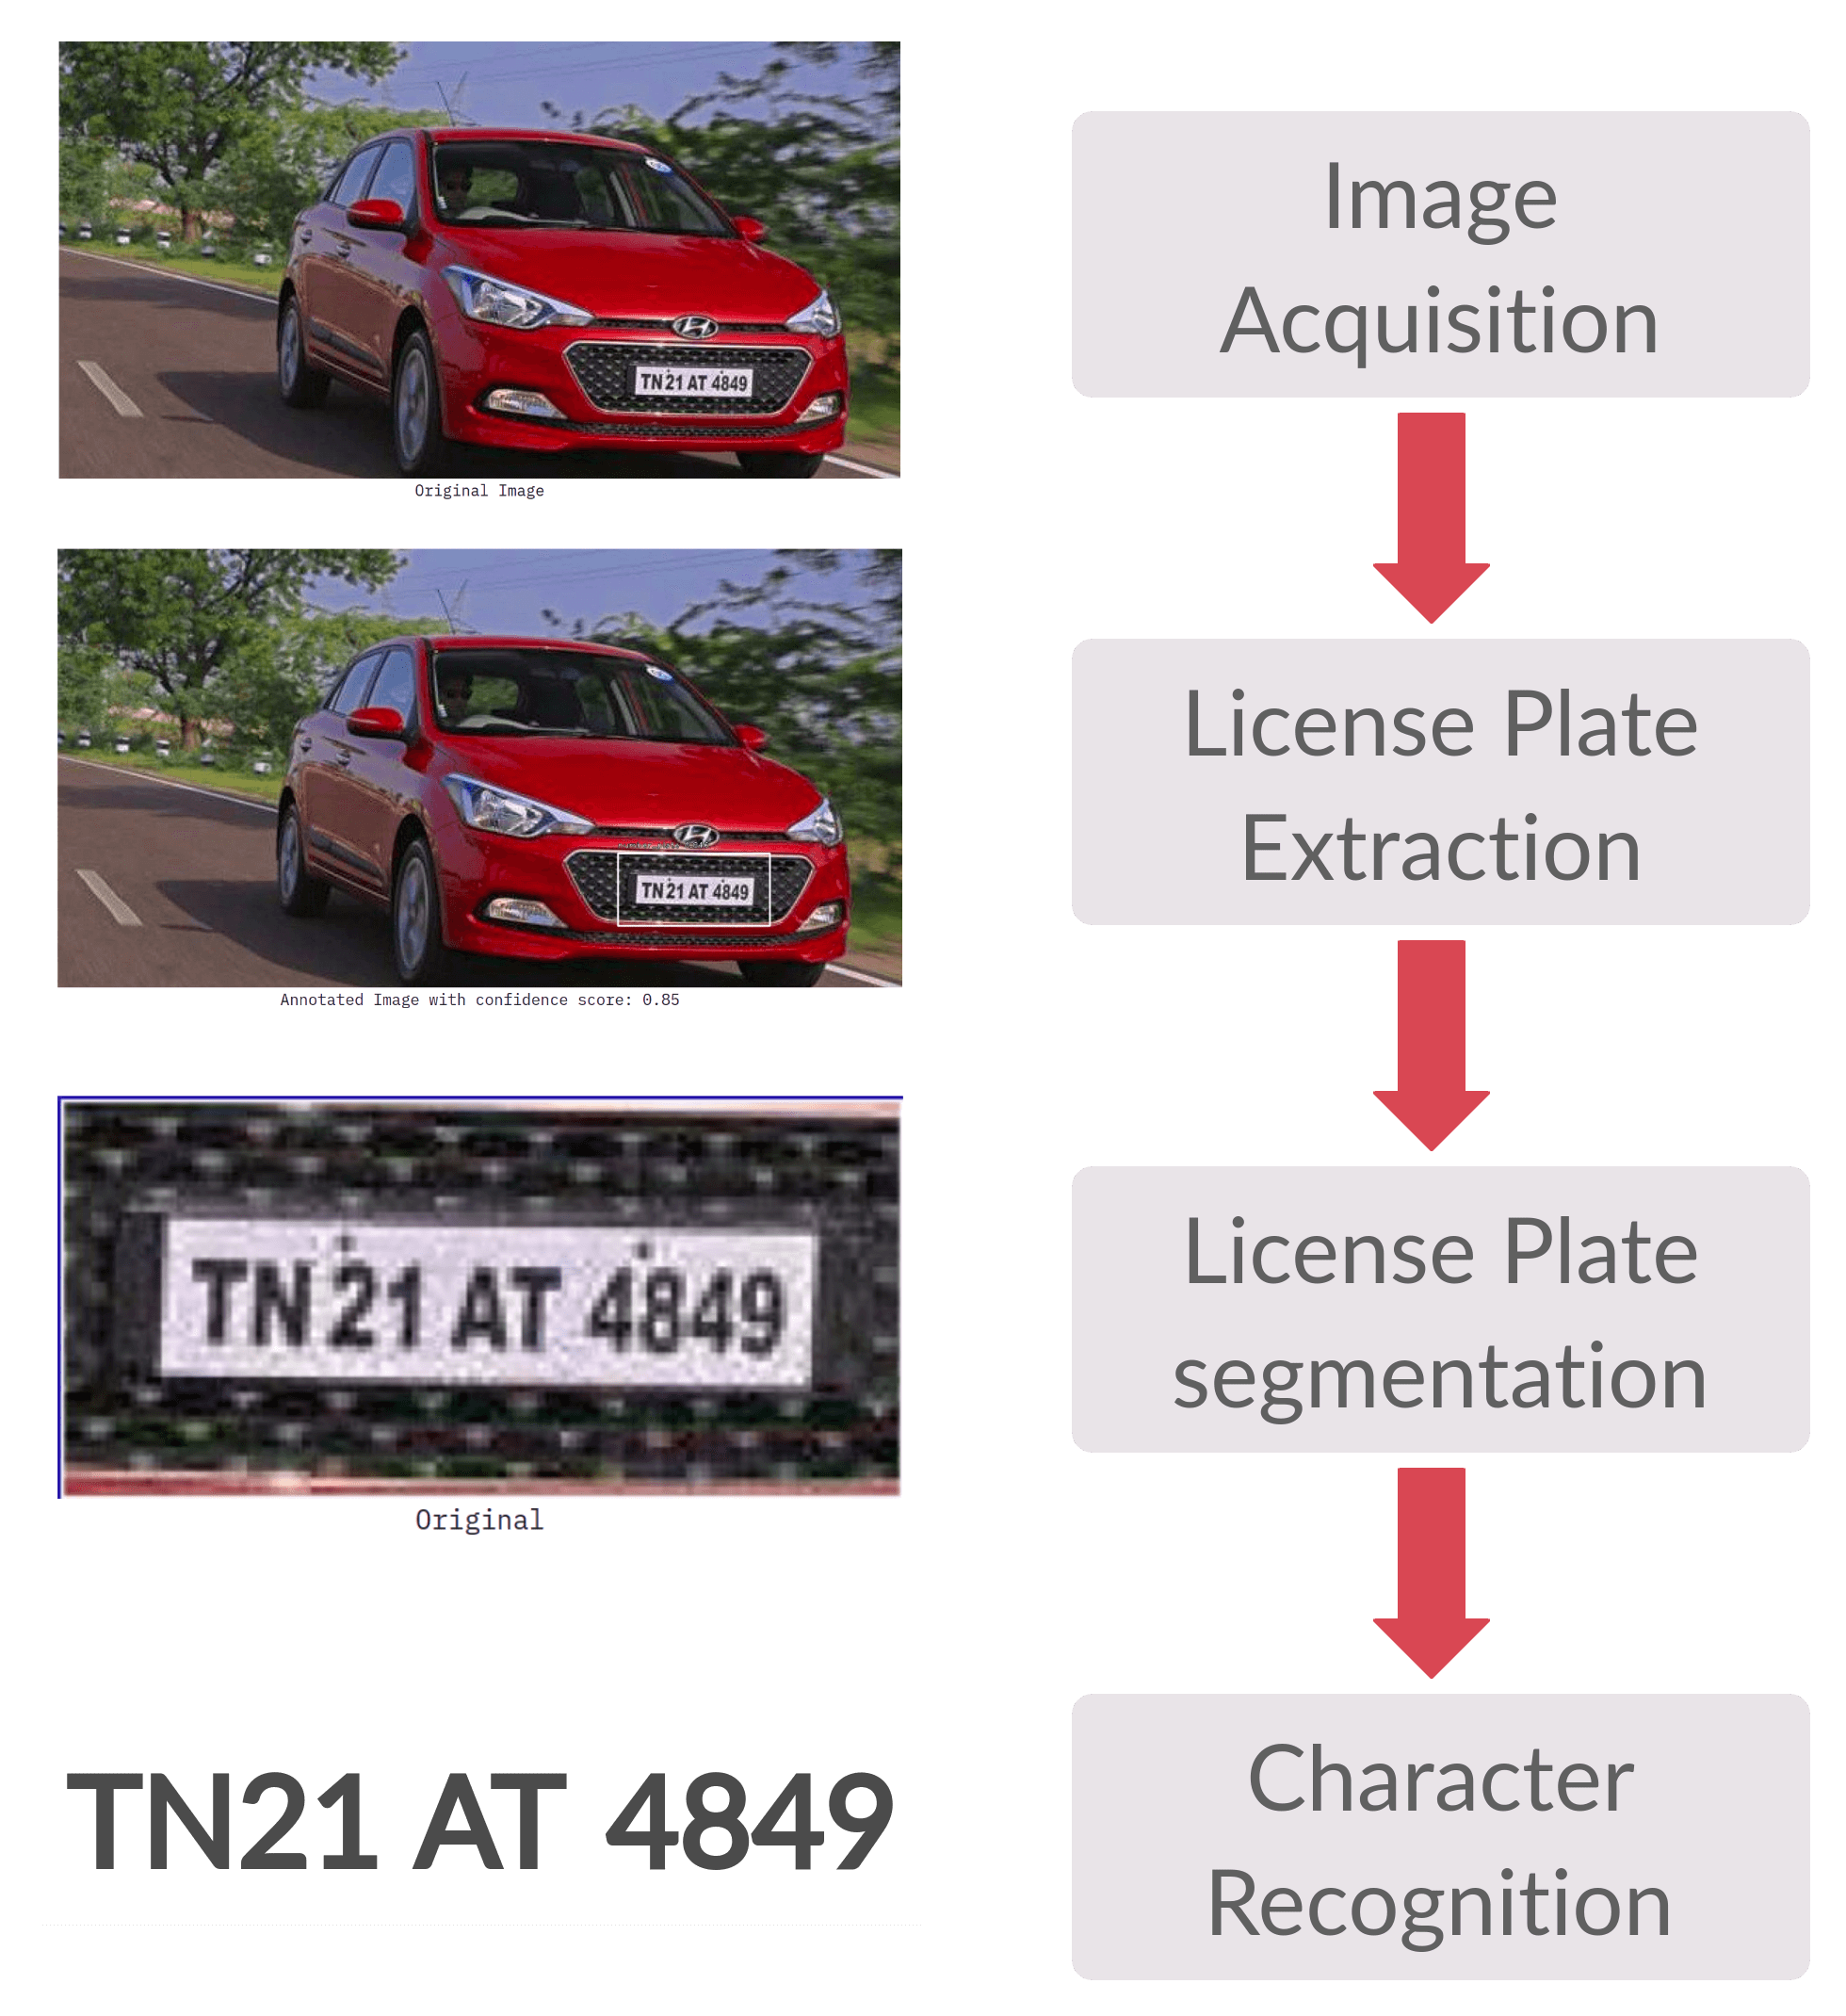 TN 21 AT 4849
Original Image
Image
Acquisition
TN 21 AT 4849
Annotated Image with confidence score: 0.85
License Plate
Extraction
TN 21 AT 4849
Original
License Plate
segmentation
TN21 AT 4849
Character
Recognition